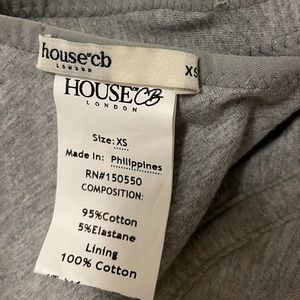 house cb
LONDON
XS
HOUSE OF CB
LONDON
Size: XS
Made in: Philippines
RN#150550
COMPOSITION:
95%Cotton
5%Elastane
Lining
100% Cotton